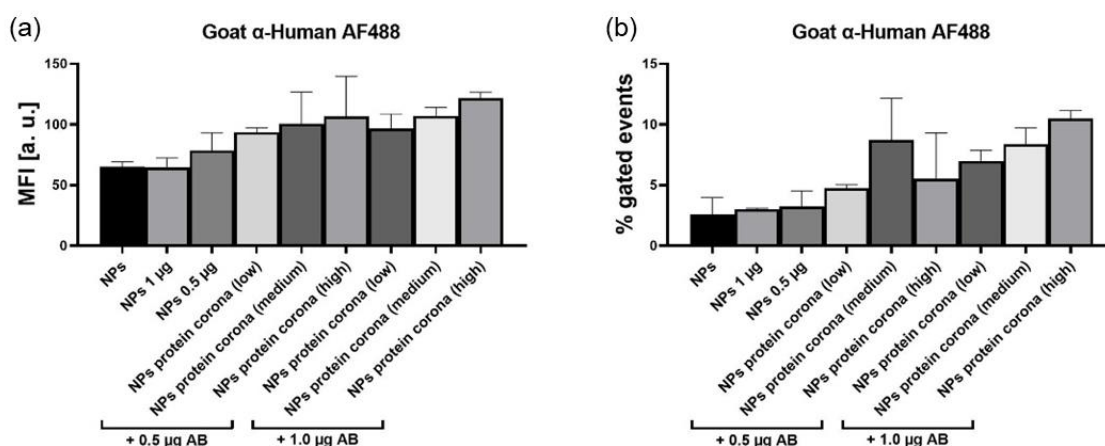 (a)
Goat α-Human AF488
MFI [a. u.]
150
100
50
0
NPs
NPs 1 µg
NPs 0.5 µg
NPs protein corona (low)
NPs protein corona (medium)
NPs protein corona (high)
NPs protein corona (low)
NPs protein corona (medium)
NPs protein corona (high)
+ 0.5 µg AB
+ 1.0 µg AB
(b)
Goat α-Human AF488
% gated events
15
10
5
0
NPs
NPs 1 µg
NPs 0.5 µg
NPs protein corona (low)
NPs protein corona (medium)
NPs protein corona (high)
NPs protein corona (low)
NPs protein corona (medium)
NPs protein corona (high)
+ 0.5 µg AB
+ 1.0 µg AB